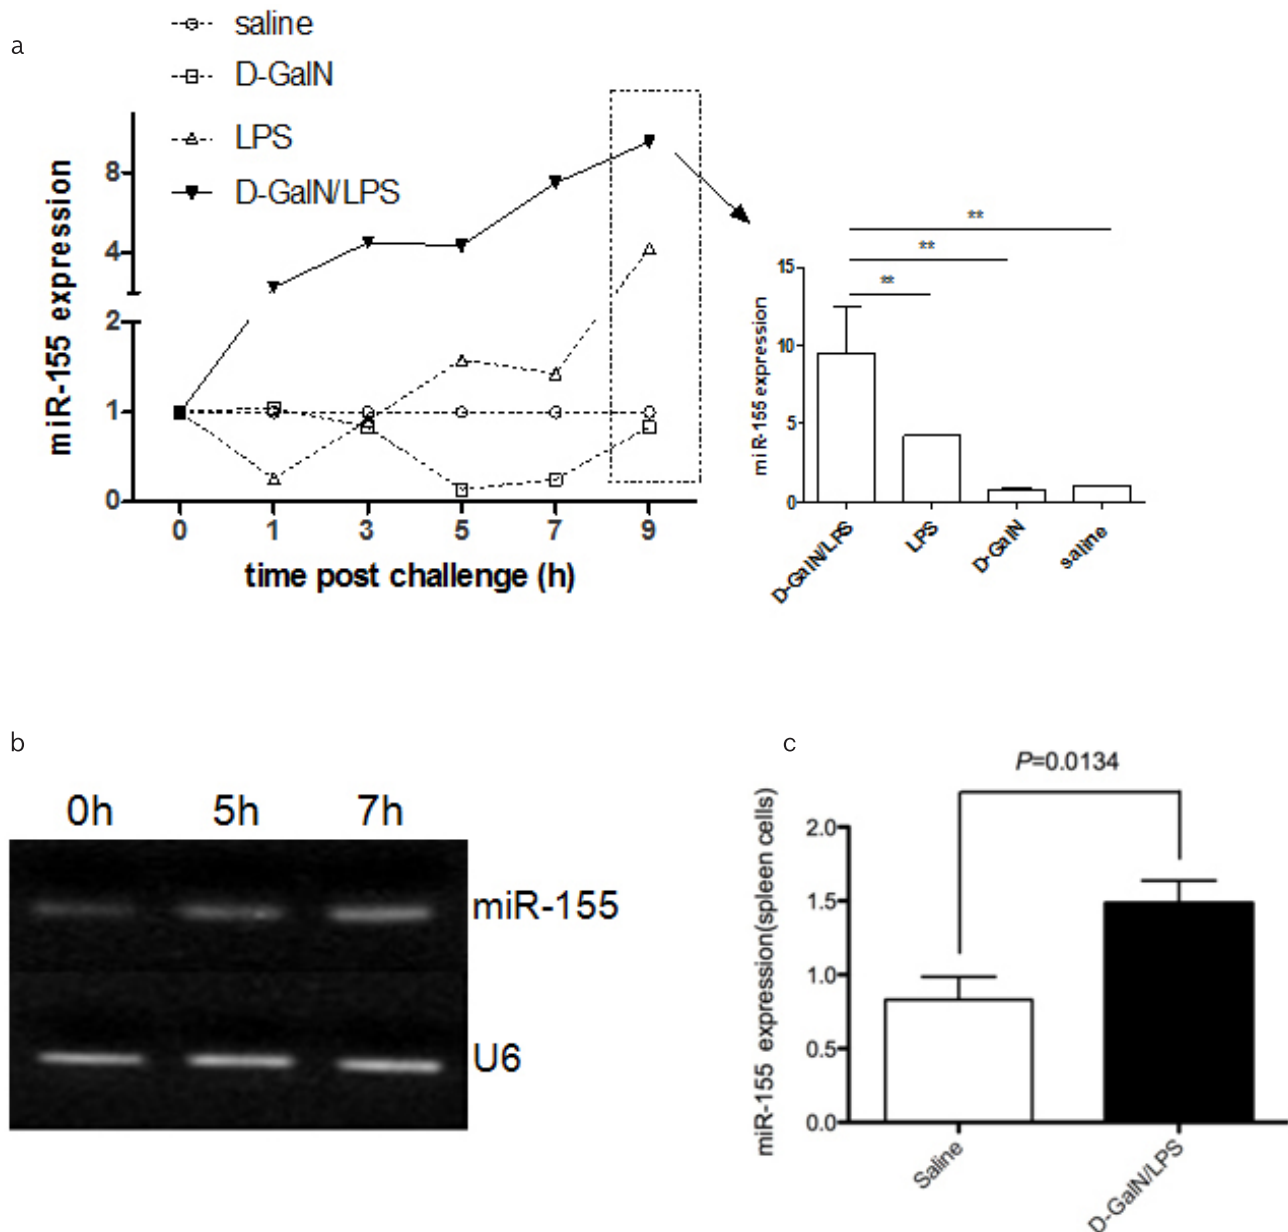 a
saline
D-GalN
LPS
D-GalN/LPS
miR-155 expression
8
4
2
1
0
0 1 3 5 7 9
time post challenge (h)
**
**
**
miR-155 expression
15
10
5
0
D-GalN/LPS
LPS
D-GalN
saline
b
0h 5h 7h
miR-155
U6
c
P=0.0134
miR-155 expression(spleen cells)
2.0
1.5
1.0
0.5
0.0
Saline
D-GalN/LPS